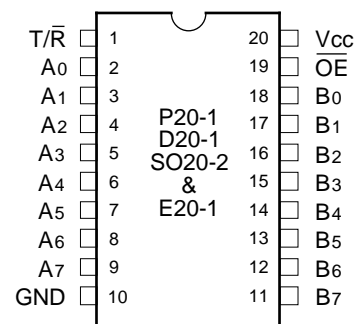 T/R̅ 1 20 Vcc
A0 2 19 O̅E̅
A1 3 18 B0
A2 4 P20-1 17 B1
D20-1
A3 5 16 B2
SO20-2
A4 6 & 15 B3
A5 7 E20-1 14 B4
A6 8 13 B5
A7 9 12 B6
GND 10 11 B7